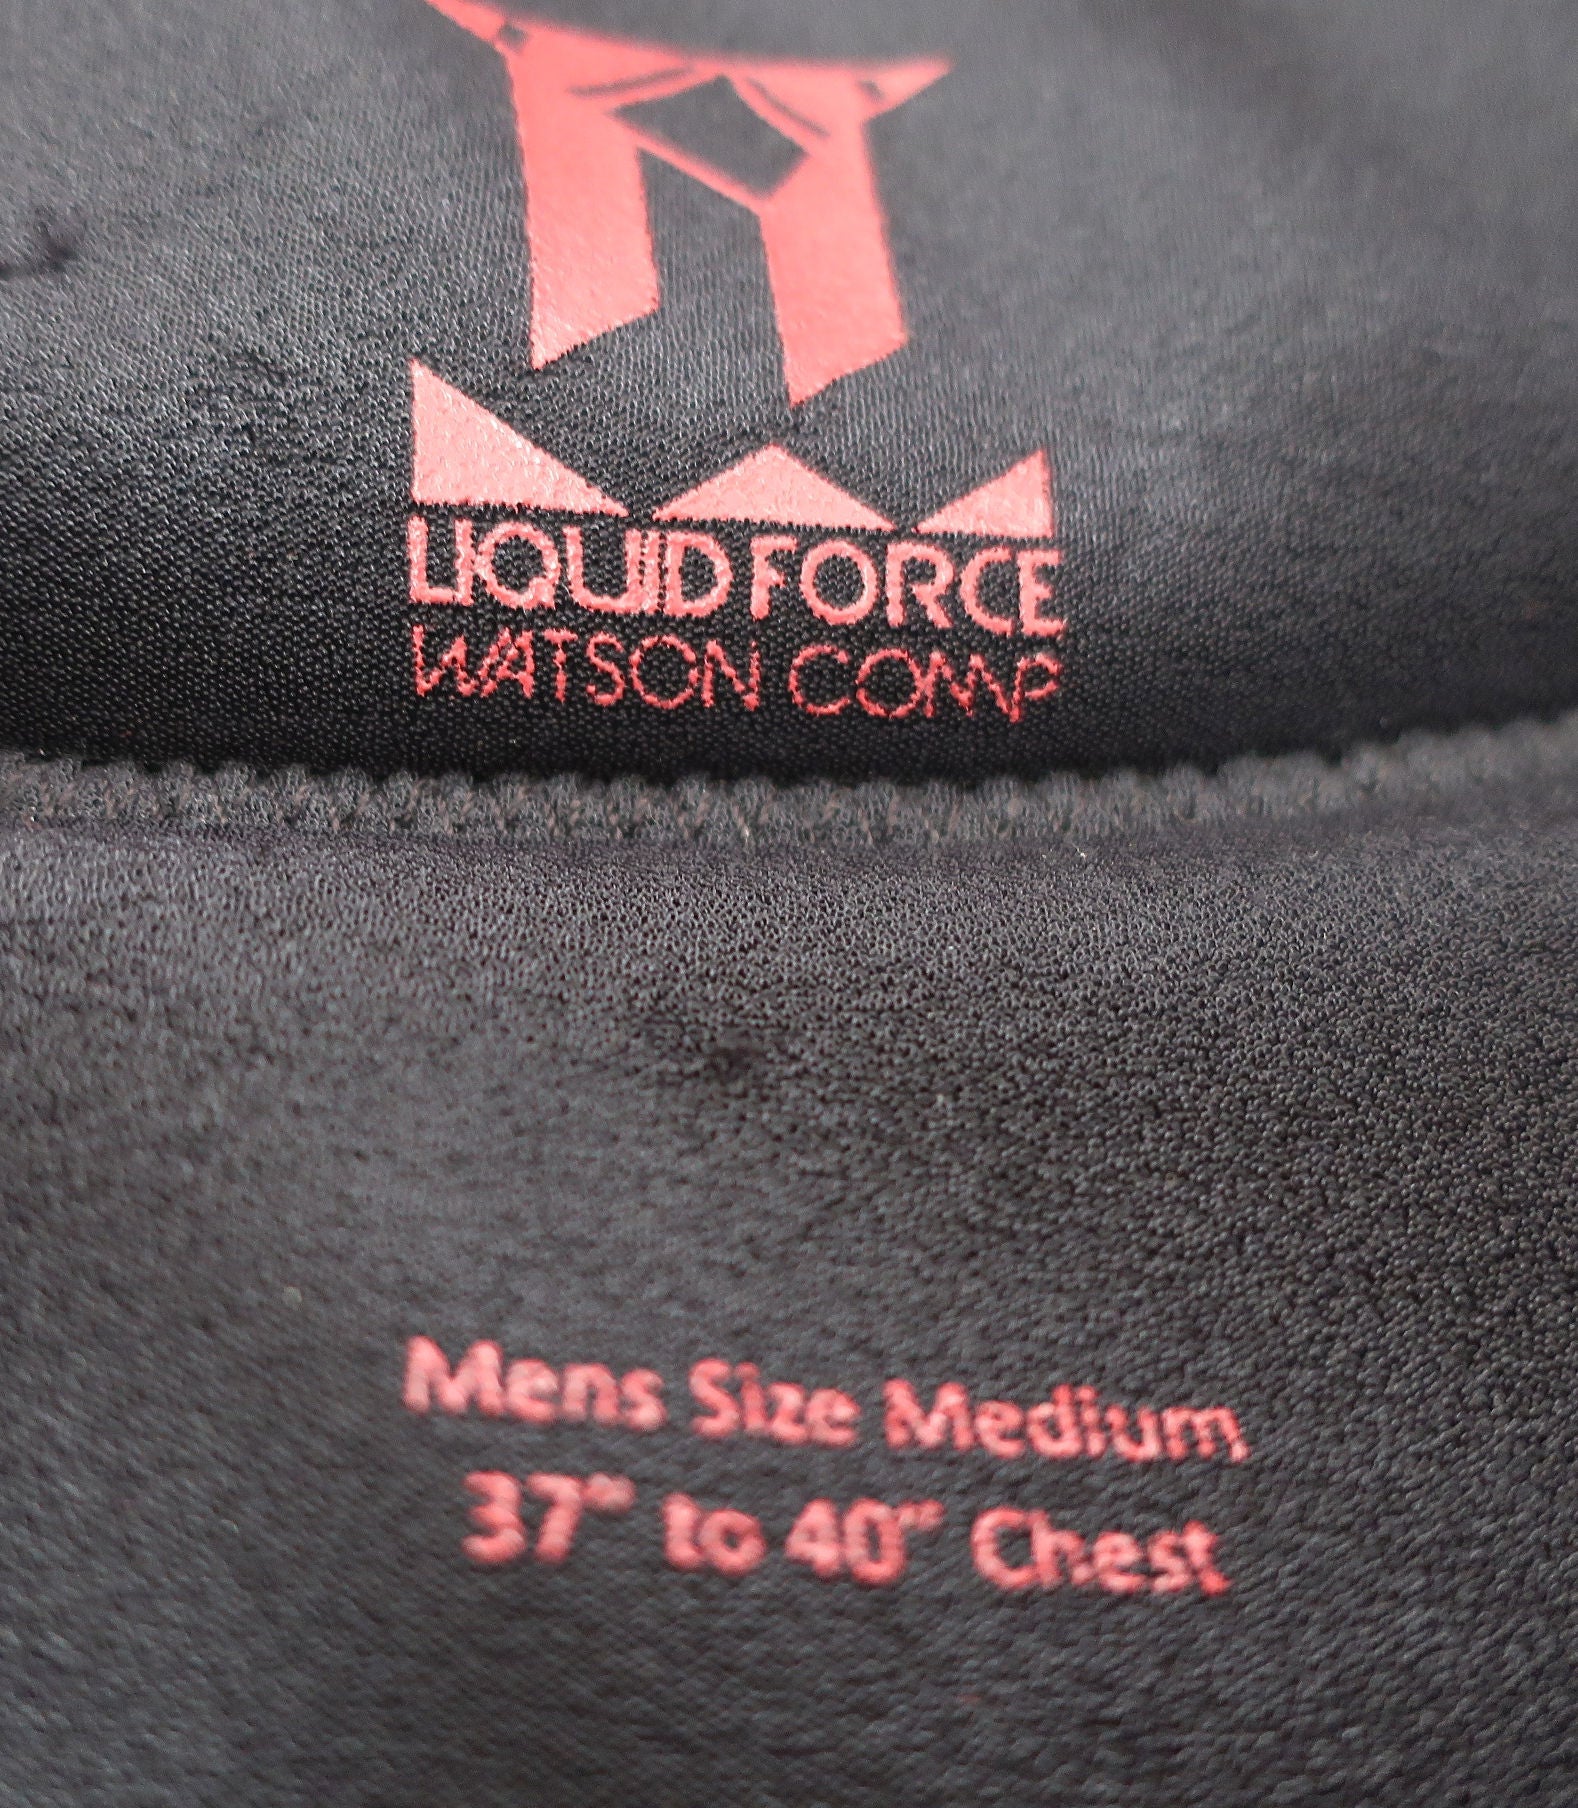 LIQUID FORCE
WATSON COMP
Mens Size Medium
37" to 40" Chest